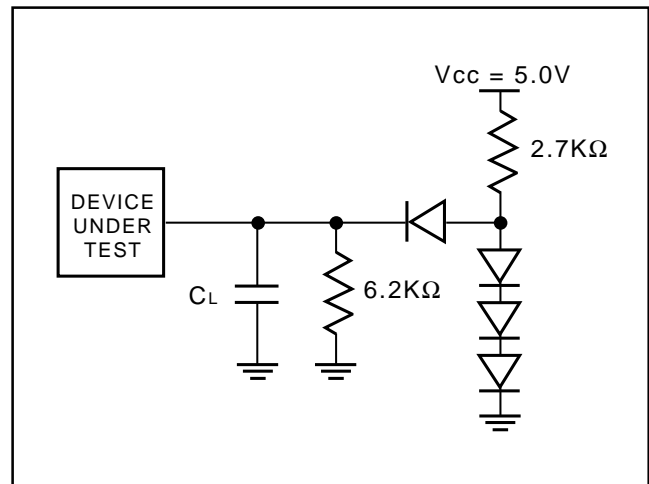 Vcc = 5.0V
2.7KΩ
DEVICE
UNDER
TEST
CL
6.2KΩ